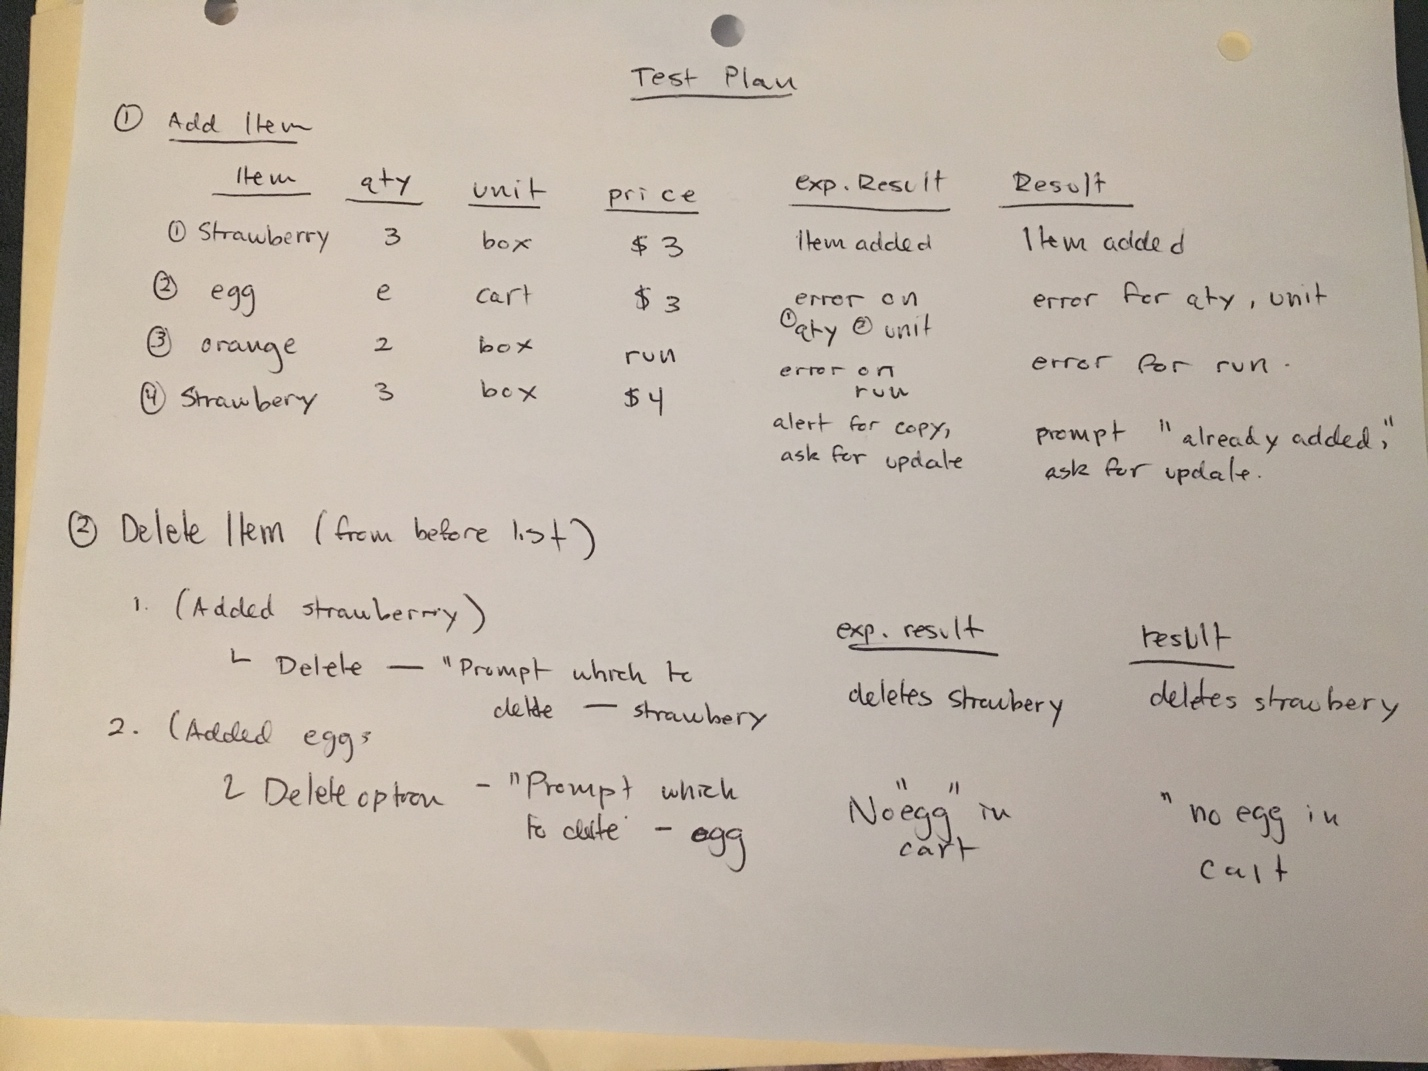 Test Plan
① Add Item
Item qty unit price exp. Result Result
① Strawberry 3 box $3 Item added Item added
② egg e cart $3 error on error for qty, unit
① qty ② unit
③ orange 2 box run error on error for run.
run
④ Strawbery 3 box $4 alert for copy, prompt "already added,"
ask for update ask for update.
② Delete Item (from before list)
1. (Added strawberry) exp. result result
Delete — "Prompt which to deletes strawbery deletes strawbery
delete — strawbery
2. (Added eggs
Delete option - "Prompt which No "egg" in " no egg in
to delete - egg cart cart